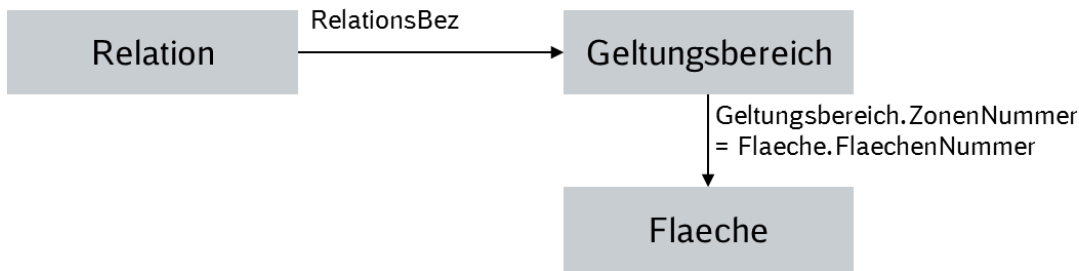 RelationsBez
Relation
Geltungsbereich
Geltungsbereich.ZonenNummer
= Flaeche.FlaechenNummer
Flaeche